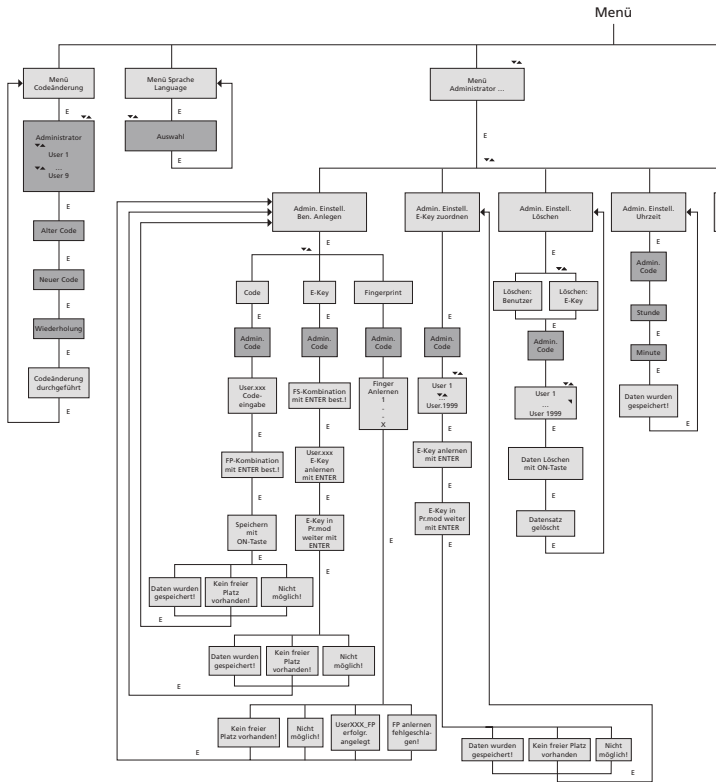 Menü
Menü
Codeänderung
E
Administrator
User 1
...
User 9
E
Alter Code
E
Neuer Code
E
Wiederholung
E
Codeänderung
durchgeführt
E
Menü Sprache
Language
E
Auswahl
E
Menü
Administrator ...
E
Admin. Einstell.
Ben. Anlegen
E
Code
E
Admin.
Code
E
User.xxx
Code-
eingabe
E
FP-Kombination
mit ENTER best.!
E
Speichern
mit
ON-Taste
E
Daten wurden
gespeichert!
Kein freier
Platz
vorhanden!
Nicht
möglich!
E
E-Key
E
Admin.
Code
E
FS-Kombination
mit ENTER best.!
E
User.xxx
E-Key
anlernen
mit ENTER
E
E-Key in
Pr.mod
weiter mit
ENTER
E
Daten wurden
gespeichert!
Kein freier
Platz
vorhanden!
Nicht
möglich!
E
Fingerprint
E
Admin.
Code
E
Finger
Anlernen
1
-
-
X
E
Kein freier
Platz vorhanden!
Nicht
möglich!
UserXXX_FP
erfolgr.
angelegt
FP anlernen
fehlgeschla-
gen!
E
Admin. Einstell.
E-Key zuordnen
E
Admin.
Code
E
User 1
...
User.1999
E
E-Key anlernen
mit ENTER
E
E-Key in
Pr.mod weiter
mit ENTER
E
Daten wurden
gespeichert!
Kein freier
Platz vorhanden
Nicht
möglich!
E
Admin. Einstell.
Löschen
E
Löschen:
Benutzer
Löschen:
E-Key
E
Admin.
Code
E
User 1
...
User 1999
E
Daten Löschen
mit ON-Taste
E
Datensatz
gelöscht
E
Admin. Einstell.
Uhrzeit
E
Admin.
Code
E
Stunde
E
Minute
E
Daten wurden
gespeichert!
E